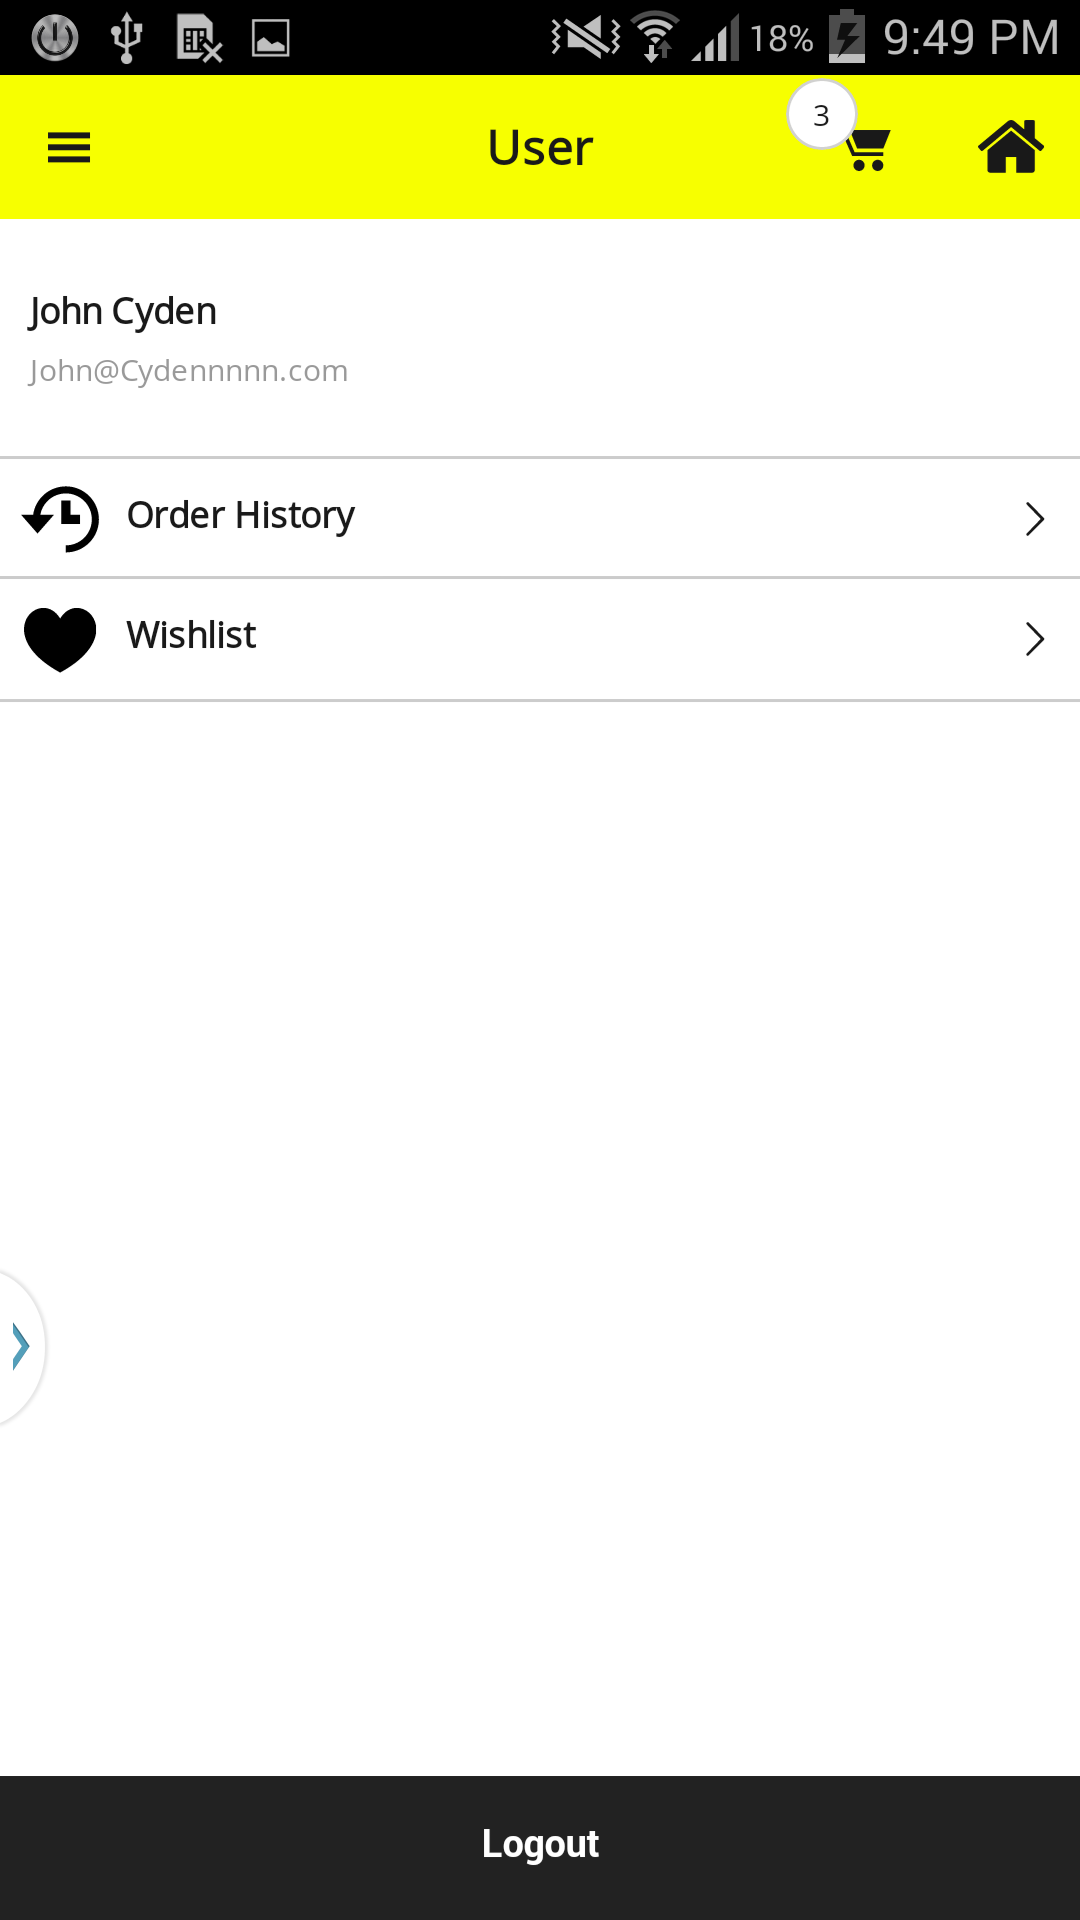 18% 9:49 PM
User
3
John Cyden
John@Cydennnnn.com
Order History
Wishlist
Logout